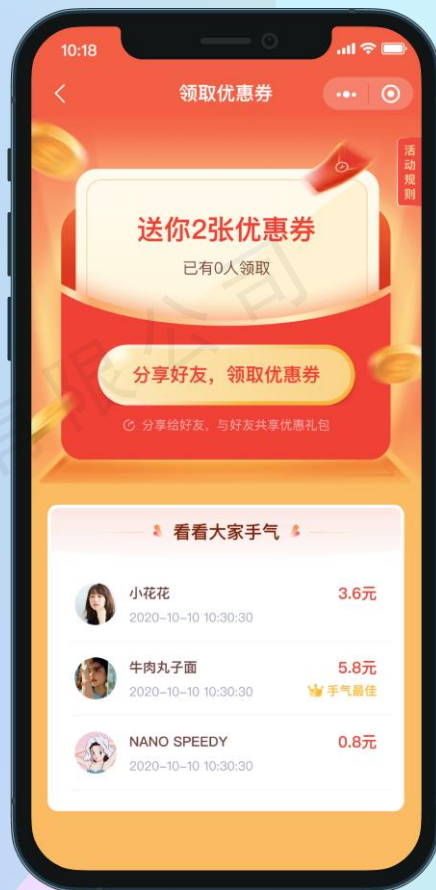 10:18
领取优惠券
活动规则
送你2张优惠券
已有0人领取
分享好友，领取优惠券
分享给好友，与好友共享优惠礼包
有限公司
看看大家手气
小花花
3.6元
2020-10-10 10:30:30
牛肉丸子面
5.8元
2020-10-10 10:30:30
手气最佳
NANO SPEEDY
0.8元
2020-10-10 10:30:30